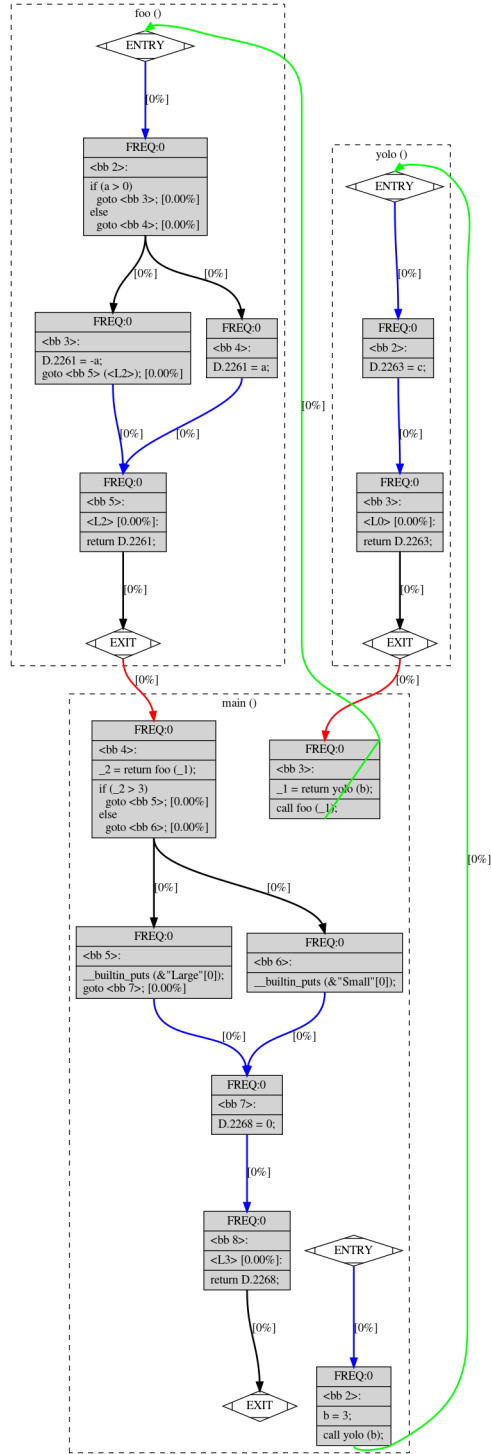 foo ()
ENTRY
[0%]
FREQ:0
<bb 2>:
if (a > 0)
goto <bb 3>; [0.00%]
else
goto <bb 4>; [0.00%]
[0%]
[0%]
FREQ:0
<bb 3>:
D.2261 = -a;
goto <bb 5> (<L2>); [0.00%]
FREQ:0
<bb 4>:
D.2261 = a;
[0%]
[0%]
FREQ:0
<bb 5>:
<L2> [0.00%]:
return D.2261;
[0%]
EXIT
[0%]
yolo ()
ENTRY
[0%]
FREQ:0
<bb 2>:
D.2263 = c;
[0%]
[0%]
FREQ:0
<bb 3>:
<L0> [0.00%]:
return D.2263;
[0%]
EXIT
[0%]
main ()
FREQ:0
<bb 4>:
_2 = return foo (_1);
if (_2 > 3)
goto <bb 5>; [0.00%]
else
goto <bb 6>; [0.00%]
FREQ:0
<bb 3>:
_1 = return yolo (b);
call foo (_1);
[0%]
[0%]
[0%]
FREQ:0
<bb 5>:
__builtin_puts (&"Large"[0]);
goto <bb 7>; [0.00%]
FREQ:0
<bb 6>:
__builtin_puts (&"Small"[0]);
[0%]
[0%]
FREQ:0
<bb 7>:
D.2268 = 0;
[0%]
FREQ:0
<bb 8>:
<L3> [0.00%]:
return D.2268;
[0%]
EXIT
ENTRY
[0%]
FREQ:0
<bb 2>:
b = 3;
call yolo (b);